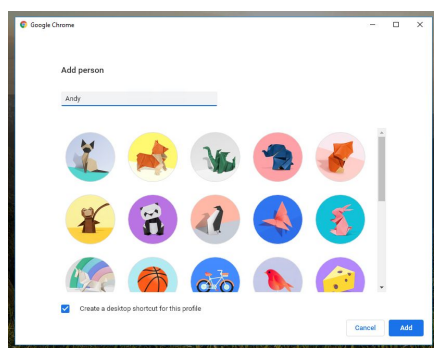 Google Chrome
Add person
Andy
Create a desktop shortcut for this profile
Cancel
Add